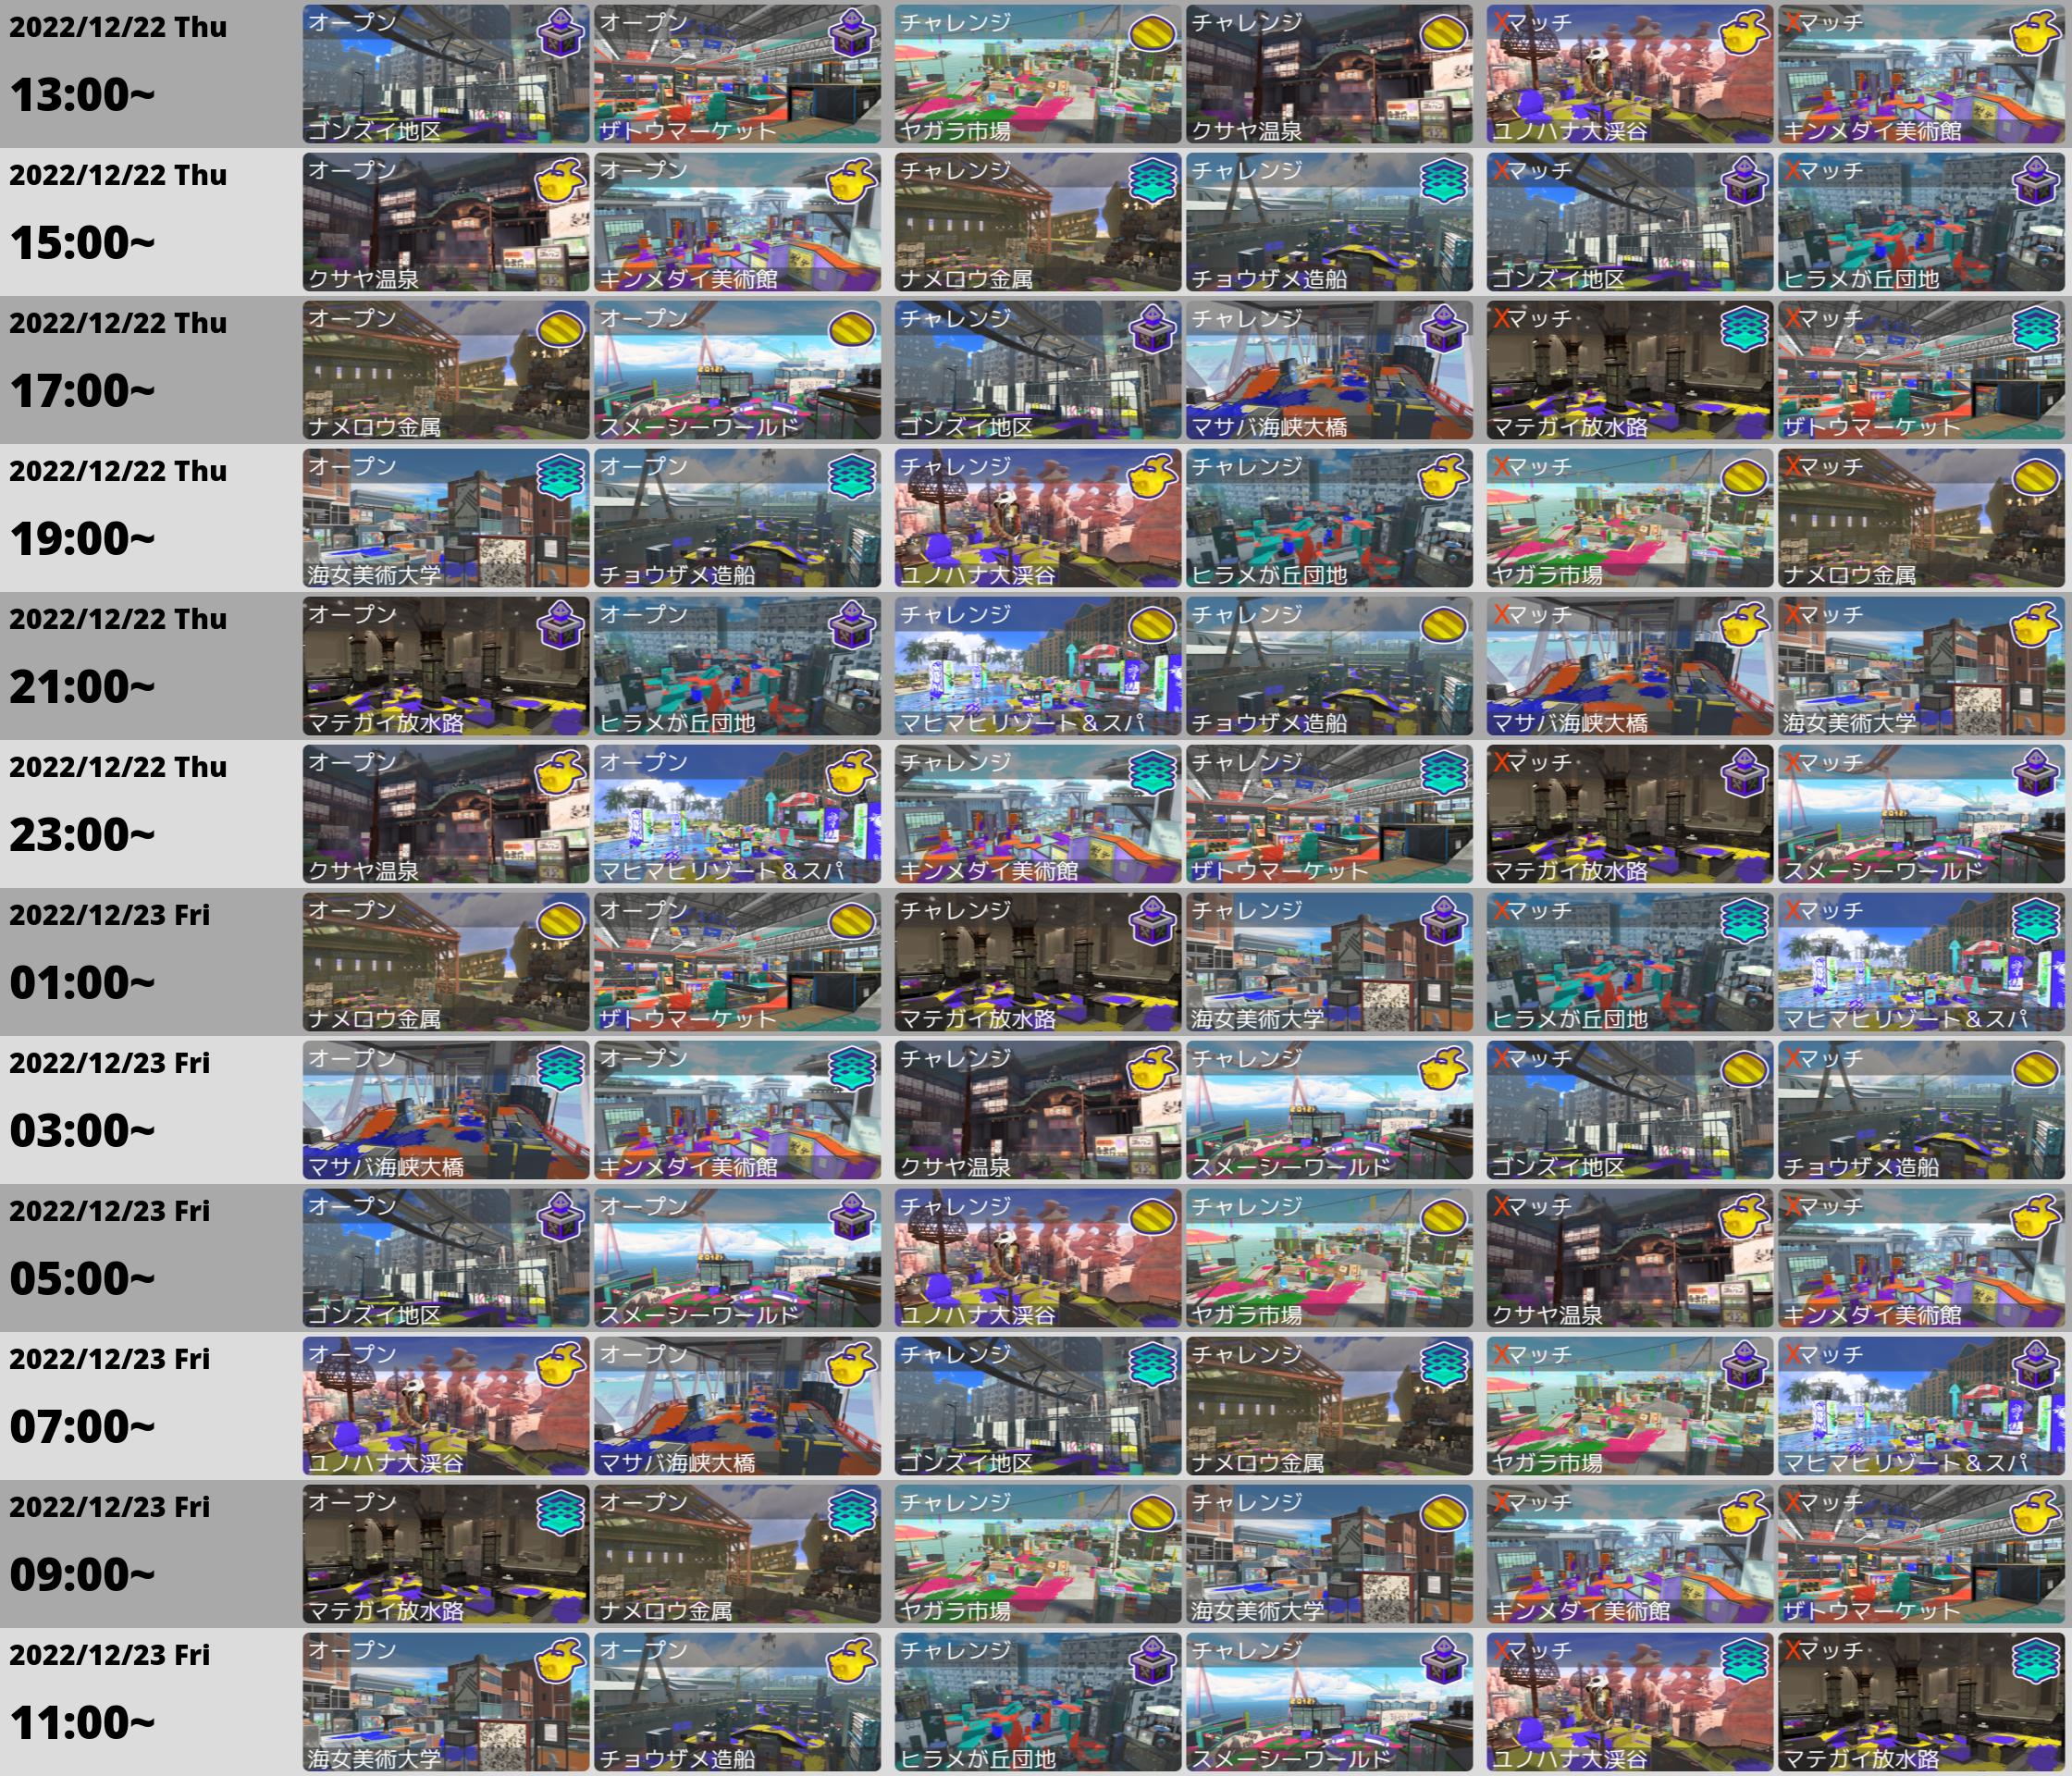 2022/12/22 Thu
13:00~
オープン
ゴンズイ地区
オープン
ザトウマーケット
チャレンジ
ヤガラ市場
チャレンジ
クサヤ温泉
Xマッチ
ユノハナ大渓谷
Xマッチ
キンメダイ美術館
2022/12/22 Thu
15:00~
オープン
クサヤ温泉
オープン
キンメダイ美術館
チャレンジ
ナメロウ金属
チャレンジ
チョウザメ造船
Xマッチ
ゴンズイ地区
Xマッチ
ヒラメが丘団地
2022/12/22 Thu
17:00~
オープン
ナメロウ金属
オープン
スメーシーワールド
チャレンジ
ゴンズイ地区
チャレンジ
マサバ海峡大橋
Xマッチ
マテガイ放水路
Xマッチ
ザトウマーケット
2022/12/22 Thu
19:00~
オープン
海女美術大学
オープン
チョウザメ造船
チャレンジ
ユノハナ大渓谷
チャレンジ
ヒラメが丘団地
Xマッチ
ヤガラ市場
Xマッチ
ナメロウ金属
2022/12/22 Thu
21:00~
オープン
マテガイ放水路
オープン
ヒラメが丘団地
チャレンジ
マヒマヒリゾート＆スパ
チャレンジ
チョウザメ造船
Xマッチ
マサバ海峡大橋
Xマッチ
海女美術大学
2022/12/22 Thu
23:00~
オープン
クサヤ温泉
オープン
マヒマヒリゾート＆スパ
チャレンジ
キンメダイ美術館
チャレンジ
ザトウマーケット
Xマッチ
マテガイ放水路
Xマッチ
スメーシーワールド
2022/12/23 Fri
01:00~
オープン
ナメロウ金属
オープン
ザトウマーケット
チャレンジ
マテガイ放水路
チャレンジ
海女美術大学
Xマッチ
ヒラメが丘団地
Xマッチ
マヒマヒリゾート＆スパ
2022/12/23 Fri
03:00~
オープン
マサバ海峡大橋
オープン
キンメダイ美術館
チャレンジ
クサヤ温泉
チャレンジ
スメーシーワールド
Xマッチ
ゴンズイ地区
Xマッチ
チョウザメ造船
2022/12/23 Fri
05:00~
オープン
ゴンズイ地区
オープン
スメーシーワールド
チャレンジ
ユノハナ大渓谷
チャレンジ
ヤガラ市場
Xマッチ
クサヤ温泉
Xマッチ
キンメダイ美術館
2022/12/23 Fri
07:00~
オープン
ユノハナ大渓谷
オープン
マサバ海峡大橋
チャレンジ
ゴンズイ地区
チャレンジ
ナメロウ金属
Xマッチ
ヤガラ市場
Xマッチ
マヒマヒリゾート＆スパ
2022/12/23 Fri
09:00~
オープン
マテガイ放水路
オープン
ナメロウ金属
チャレンジ
ヤガラ市場
チャレンジ
海女美術大学
Xマッチ
キンメダイ美術館
Xマッチ
ザトウマーケット
2022/12/23 Fri
11:00~
オープン
海女美術大学
オープン
チョウザメ造船
チャレンジ
ヒラメが丘団地
チャレンジ
スメーシーワールド
Xマッチ
ユノハナ大渓谷
Xマッチ
マテガイ放水路